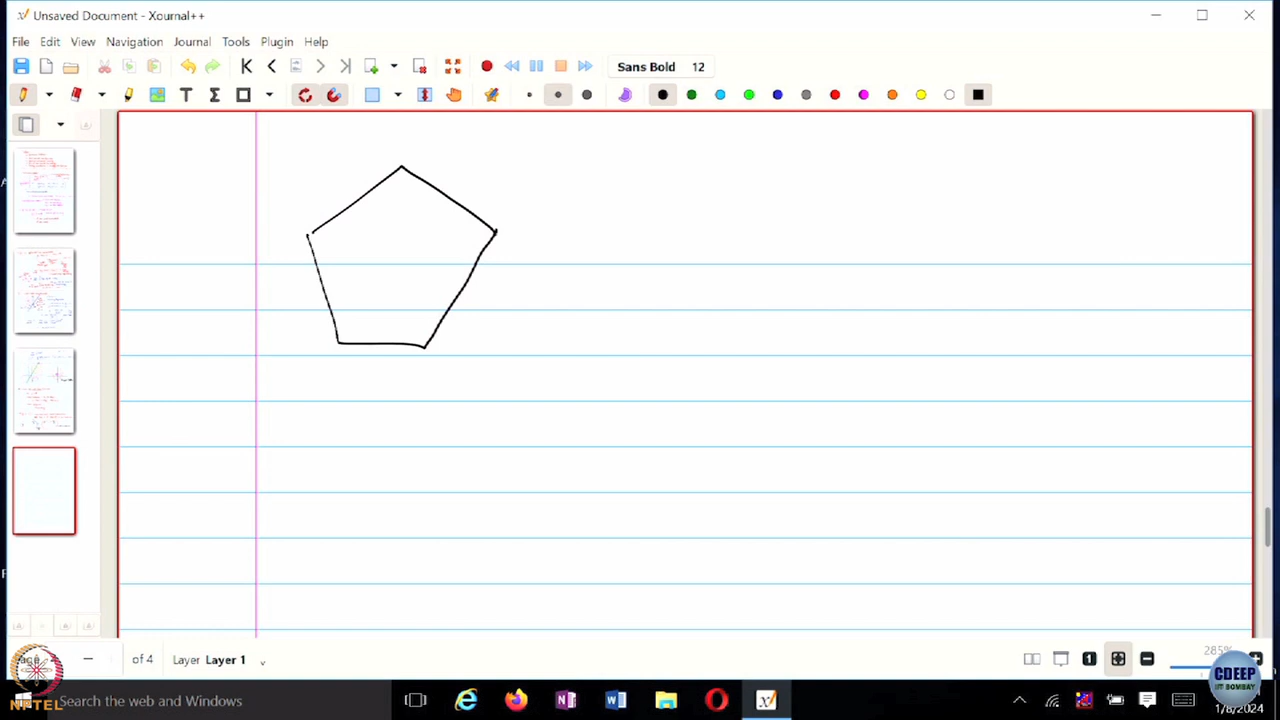 Unsaved Document - Xournal++
File Edit View Navigation Journal Tools Plugin Help
Sans Bold 12
of 4 Layer Layer 1
285%
Search the web and Windows
NPTEL
CDEEP
IIT BOMBAY
1/8/2024